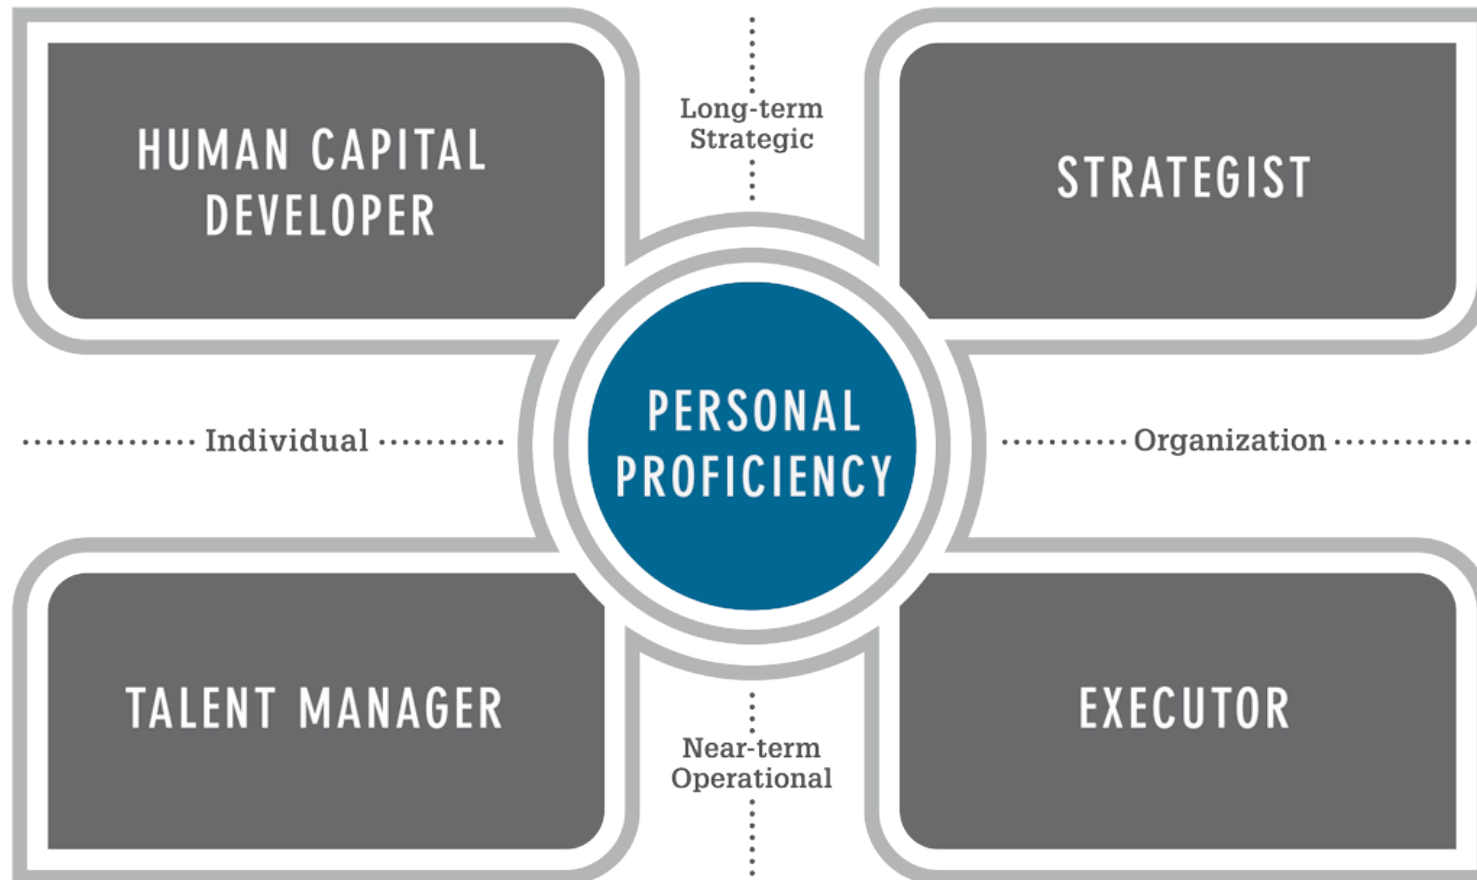 HUMAN CAPITAL
DEVELOPER
Long-term
Strategic
STRATEGIST
Individual
PERSONAL
PROFICIENCY
Organization
TALENT MANAGER
Near-term
Operational
EXECUTOR